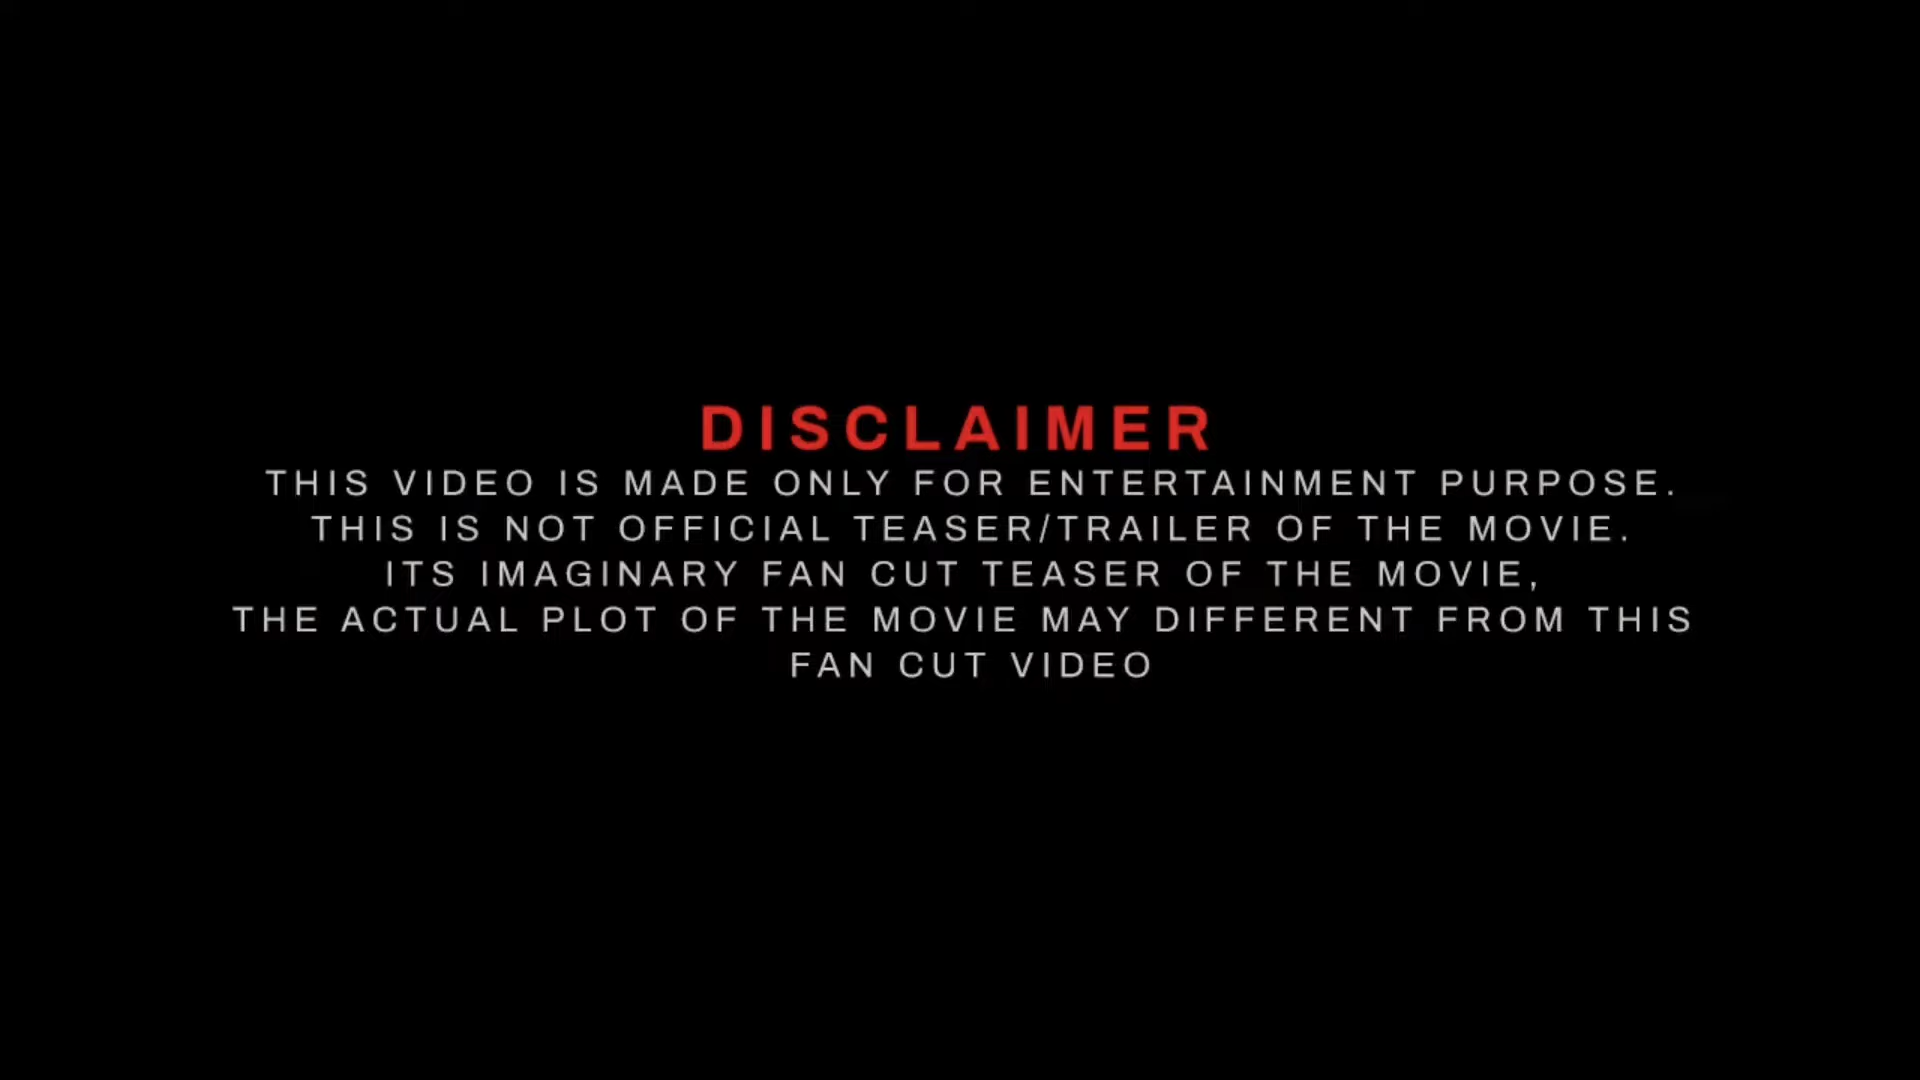 DISCLAIMER
THIS VIDEO IS MADE ONLY FOR ENTERTAINMENT PURPOSE.
THIS IS NOT OFFICIAL TEASER/TRAILER OF THE MOVIE.
ITS IMAGINARY FAN CUT TEASER OF THE MOVIE,
THE ACTUAL PLOT OF THE MOVIE MAY DIFFERENT FROM THIS
FAN CUT VIDEO